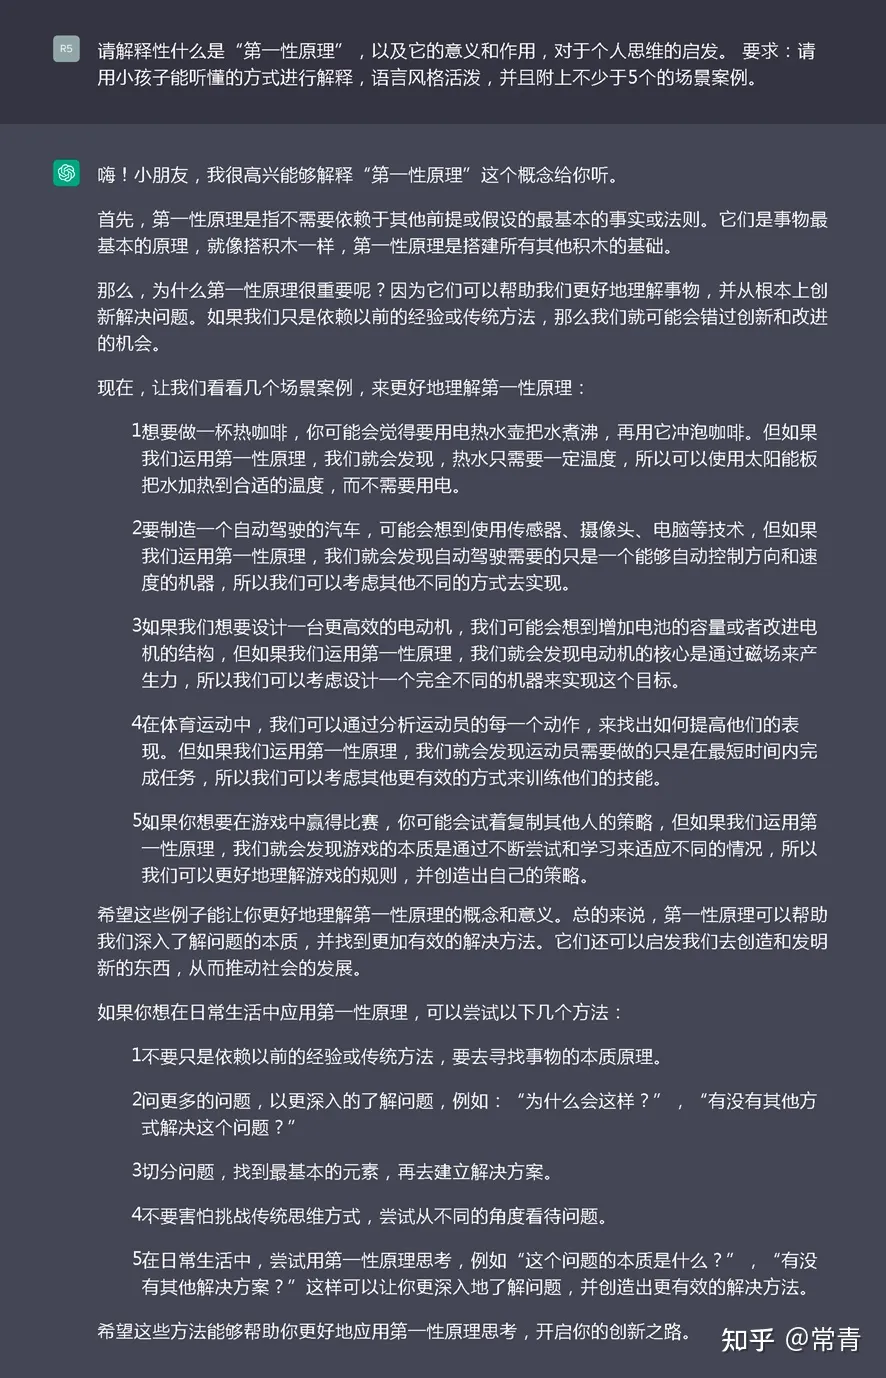 R5
请解释性什么是“第一性原理”，以及它的意义和作用，对于个人思维的启发。 要求：请
用小孩子能听懂的方式进行解释，语言风格活泼，并且附上不少于5个的场景案例。
嗨！小朋友，我很高兴能够解释“第一性原理”这个概念给你听。
首先，第一性原理是指不需要依赖于其他前提或假设的最基本的事实或法则。它们是事物最
基本的原理，就像搭积木一样，第一性原理是搭建所有其他积木的基础。
那么，为什么第一性原理很重要呢？因为它们可以帮助我们更好地理解事物，并从根本上创
新解决问题。如果我们只是依赖以前的经验或传统方法，那么我们就可能会错过创新和改进
的机会。
现在，让我们看看几个场景案例，来更好地理解第一性原理：
1想要做一杯热咖啡，你可能会觉得要用电热水壶把水煮沸，再用它冲泡咖啡。但如果
我们运用第一性原理，我们就会发现，热水只需要一定温度，所以可以使用太阳能板
把水加热到合适的温度，而不需要用电。
2要制造一个自动驾驶的汽车，可能会想到使用传感器、摄像头、电脑等技术，但如果
我们运用第一性原理，我们就会发现自动驾驶需要的只是一个能够自动控制方向和速
度的机器，所以我们可以考虑其他不同的方式去实现。
3如果我们想要设计一台更高效的电动机，我们可能会想到增加电池的容量或者改进电
机的结构，但如果我们运用第一性原理，我们就会发现电动机的核心是通过磁场来产
生力，所以我们可以考虑设计一个完全不同的机器来实现这个目标。
4在体育运动中，我们可以通过分析运动员的每一个动作，来找出如何提高他们的表
现。但如果我们运用第一性原理，我们就会发现运动员需要做的只是在最短时间内完
成任务，所以我们可以考虑其他更有效的方式来训练他们的技能。
5如果你想要在游戏中赢得比赛，你可能会试着复制其他人的策略，但如果我们运用第
一性原理，我们就会发现游戏的本质是通过不断尝试和学习来适应不同的情况，所以
我们可以更好地理解游戏的规则，并创造出自己的策略。
希望这些例子能让你更好地理解第一性原理的概念和意义。总的来说，第一性原理可以帮助
我们深入了解问题的本质，并找到更加有效的解决方法。它们还可以启发我们去创造和发明
新的东西，从而推动社会的发展。
如果你想在日常生活中应用第一性原理，可以尝试以下几个方法：
1不要只是依赖以前的经验或传统方法，要去寻找事物的本质原理。
2问更多的问题，以更深入的了解问题，例如：“为什么会这样？”，“有没有其他方
式解决这个问题？”
3切分问题，找到最基本的元素，再去建立解决方案。
4不要害怕挑战传统思维方式，尝试从不同的角度看待问题。
5在日常生活中，尝试用第一性原理思考，例如“这个问题的本质是什么？”，“有没
有其他解决方案？”这样可以让你更深入地了解问题，并创造出更有效的解决方法。
希望这些方法能够帮助你更好地应用第一性原理思考，开启你的创新之路。
知乎 @常青